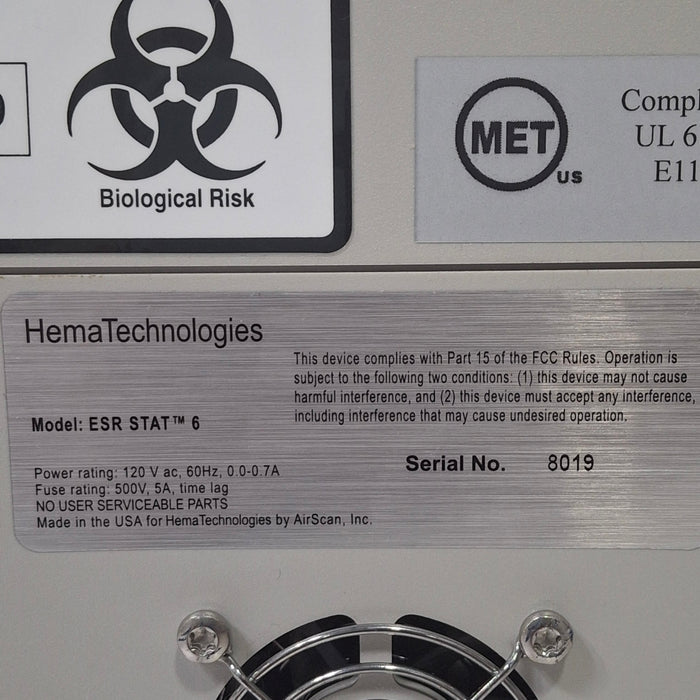 Biological Risk
MET
US
UL 6
E11
HemaTechnologies
This device complies with Part 15 of the FCC Rules. Operation is
subject to the following two conditions: (1) this device may not cause
harmful interference, and (2) this device must accept any interference,
including interference that may cause undesired operation.
Model: ESR STAT™ 6
Serial No. 8019
Power rating: 120 V ac, 60Hz, 0.0-0.7A
Fuse rating: 500V, 5A, time lag
NO USER SERVICEABLE PARTS
Made in the USA for HemaTechnologies by AirScan, Inc.